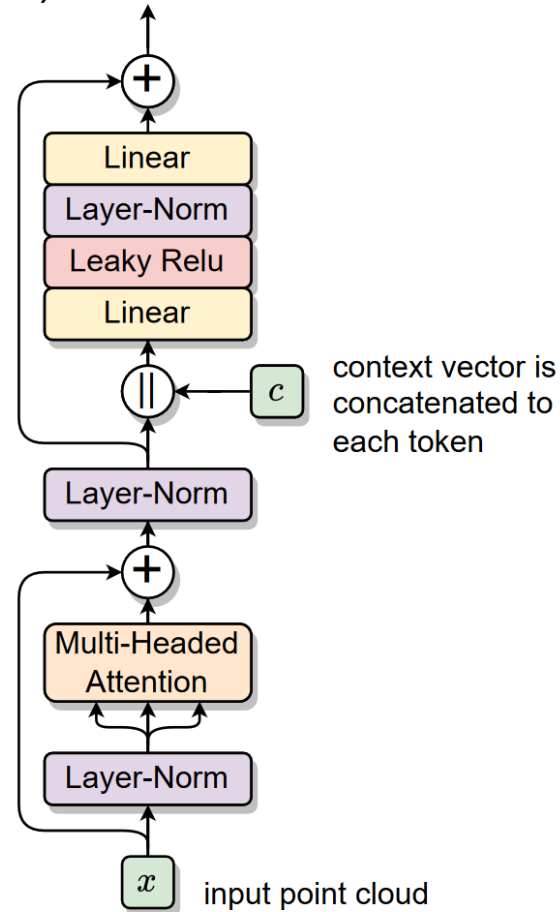 +
Linear
Layer-Norm
Leaky Relu
Linear
||
c
context vector is
concatenated to
each token
Layer-Norm
+
Multi-Headed
Attention
Layer-Norm
x
input point cloud